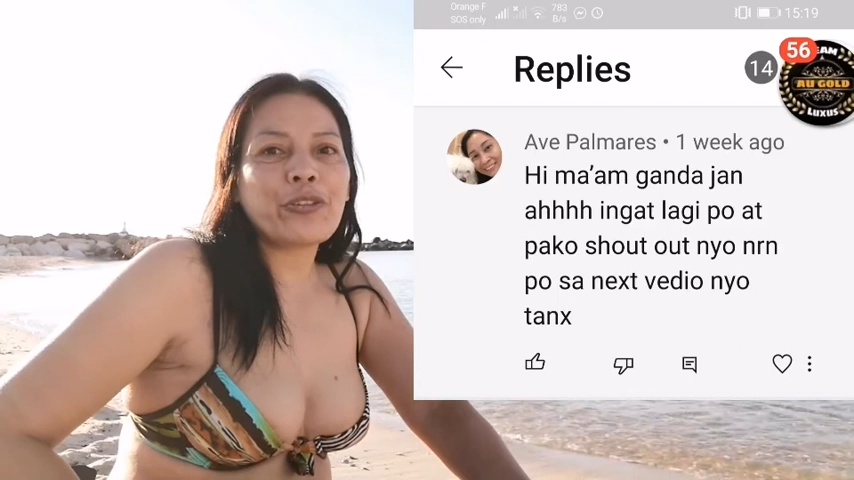 Orange F
SOS only
783
B/s
15:19
Replies
14
56
TEAM
AU GOLD
LUXUS
Ave Palmares • 1 week ago
Hi ma'am ganda jan
ahhhh ingat lagi po at
pako shout out nyo nrn
po sa next vedio nyo
tanx